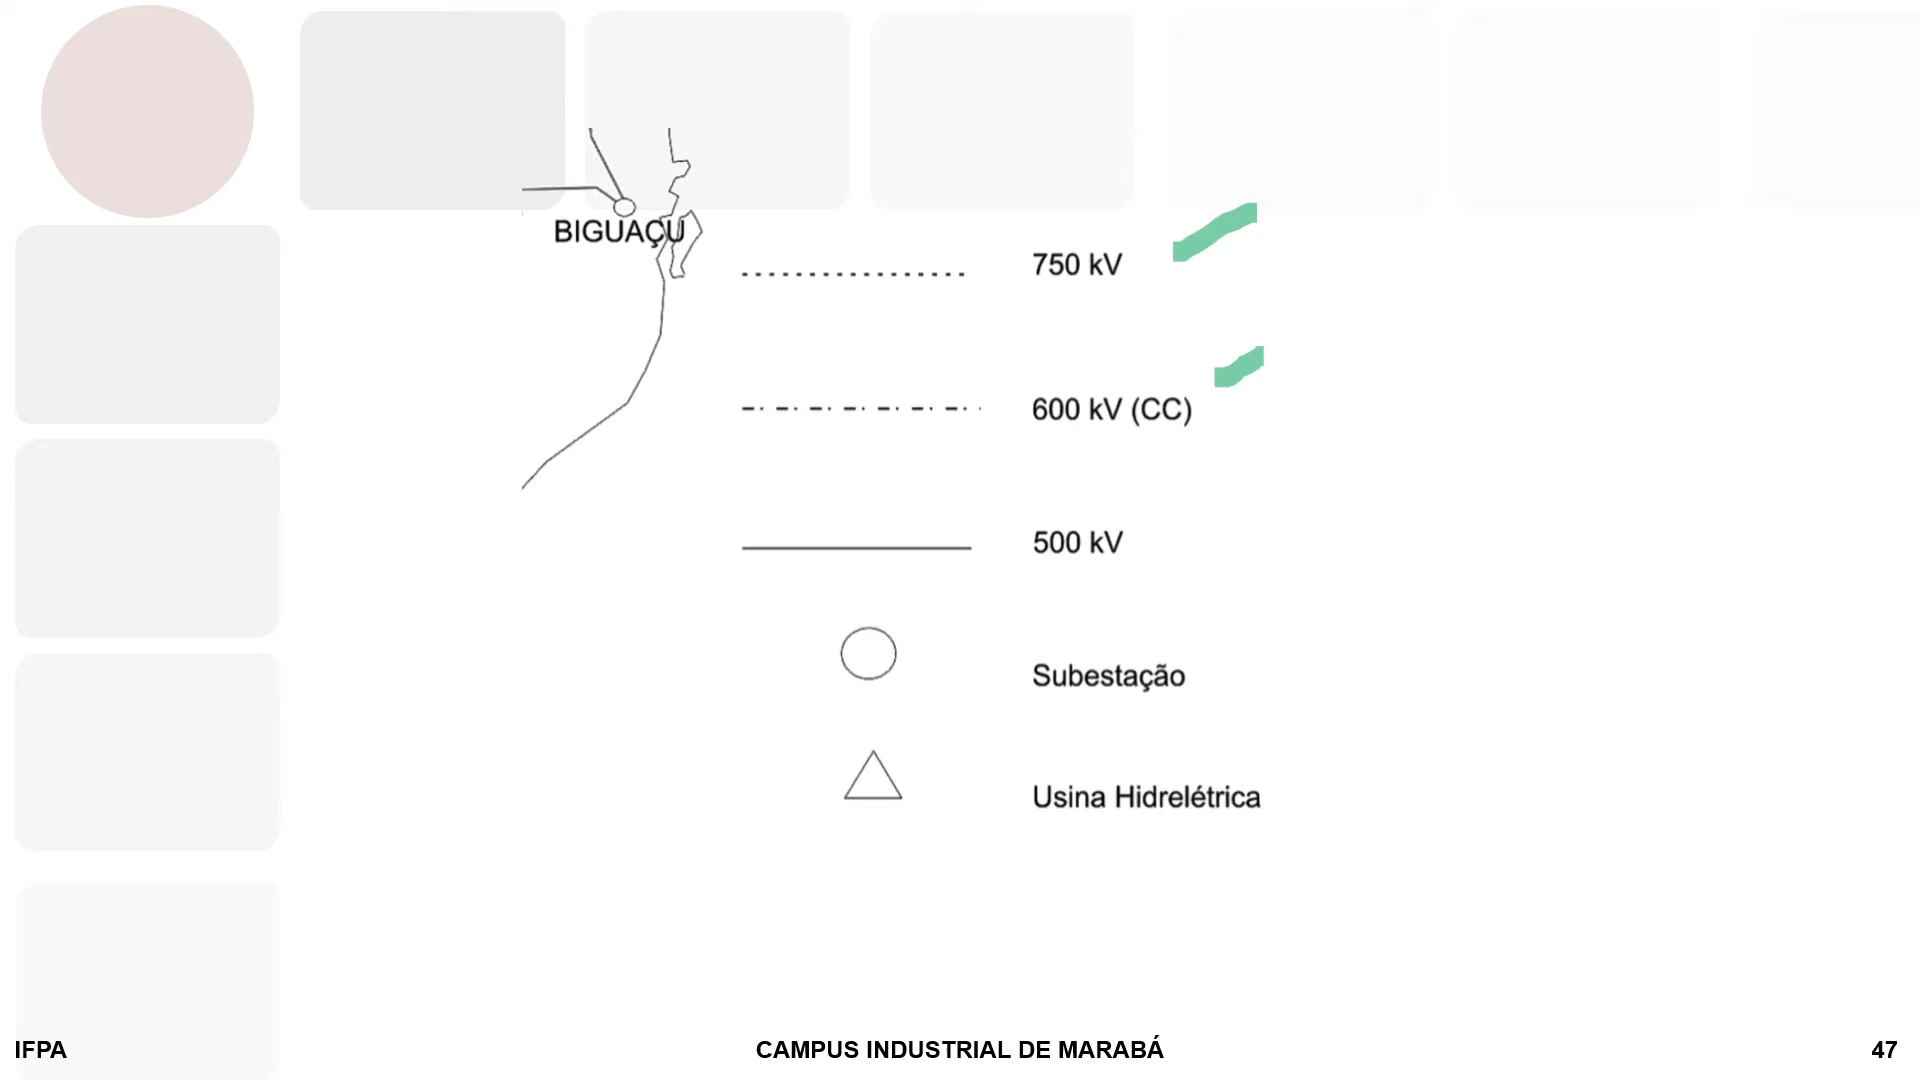 BIGUAÇU
750 kV
600 kV (CC)
500 kV
Subestação
Usina Hidrelétrica
IFPA
CAMPUS INDUSTRIAL DE MARABÁ
47